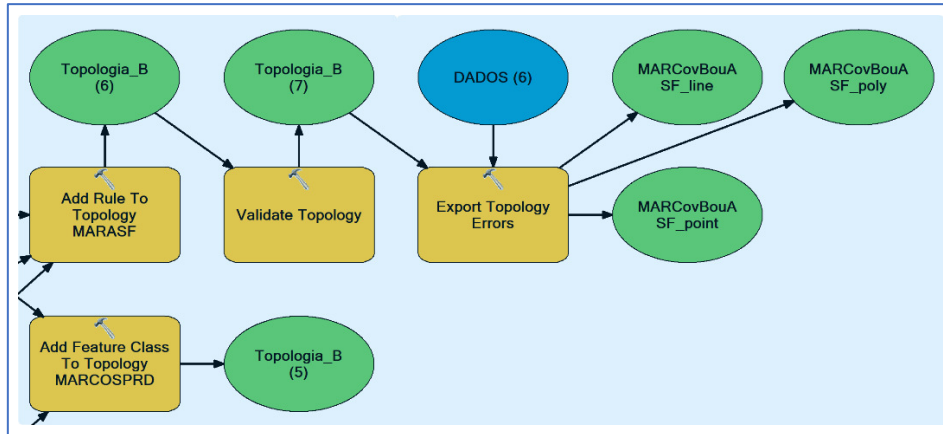 Topologia_B
(6)
Topologia_B
(7)
DADOS (6)
MARCovBouA
SF_line
MARCovBouA
SF_poly
Add Rule To
Topology
MARASF
Validate Topology
Export Topology
Errors
MARCovBouA
SF_point
Add Feature Class
To Topology
MARCOSPRD
Topologia_B
(5)